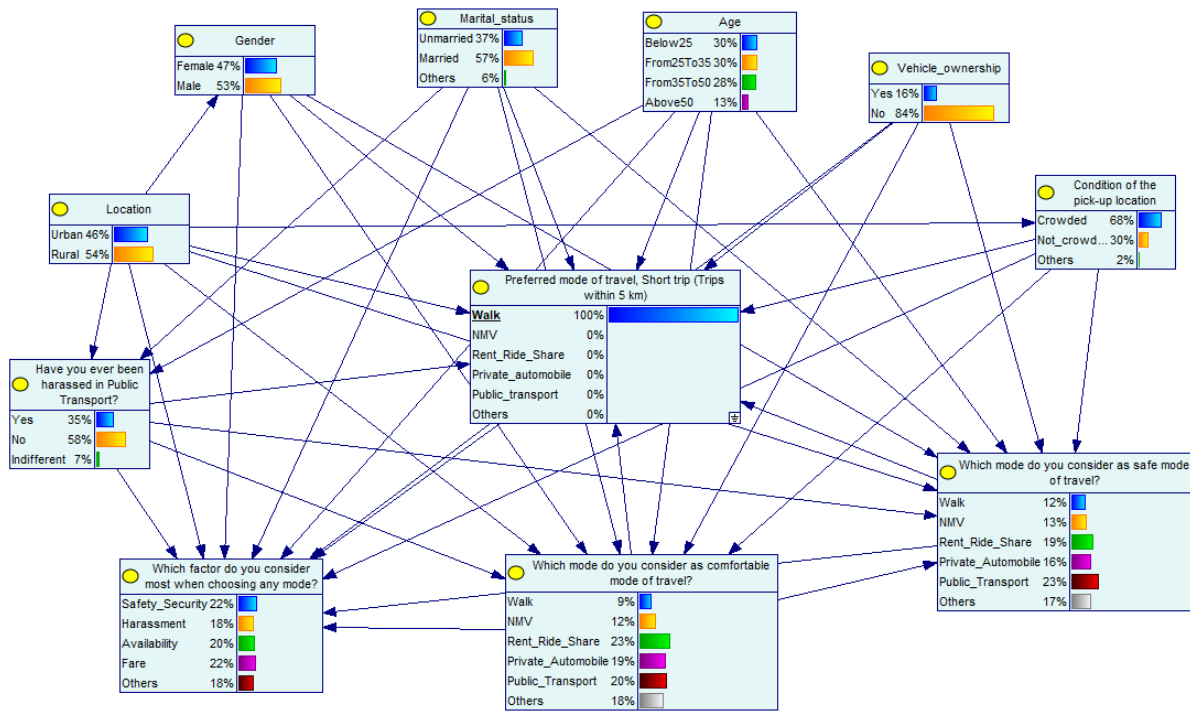 Gender
Female 47%
Male 53%
Marital_status
Unmarried 37%
Married 57%
Others 6%
Age
Below25 30%
From25To35 30%
From35To50 28%
Above50 13%
Vehicle_ownership
Yes 16%
No 84%
Location
Urban 46%
Rural 54%
Condition of the
pick-up location
Crowded 68%
Not_crowd... 30%
Others 2%
Preferred mode of travel, Short trip (Trips
within 5 km)
Walk 100%
NMV 0%
Rent_Ride_Share 0%
Private_automobile 0%
Public_transport 0%
Others 0%
Have you ever been
harassed in Public
Transport?
Yes 35%
No 58%
Indifferent 7%
Which mode do you consider as safe mode
of travel?
Walk 12%
NMV 13%
Rent_Ride_Share 19%
Private_Automobile 16%
Public_Transport 23%
Others 17%
Which factor do you consider
most when choosing any mode?
Safety_Security 22%
Harassment 18%
Availability 20%
Fare 22%
Others 18%
Which mode do you consider as comfortable
mode of travel?
Walk 9%
NMV 12%
Rent_Ride_Share 23%
Private_Automobile 19%
Public_Transport 20%
Others 18%